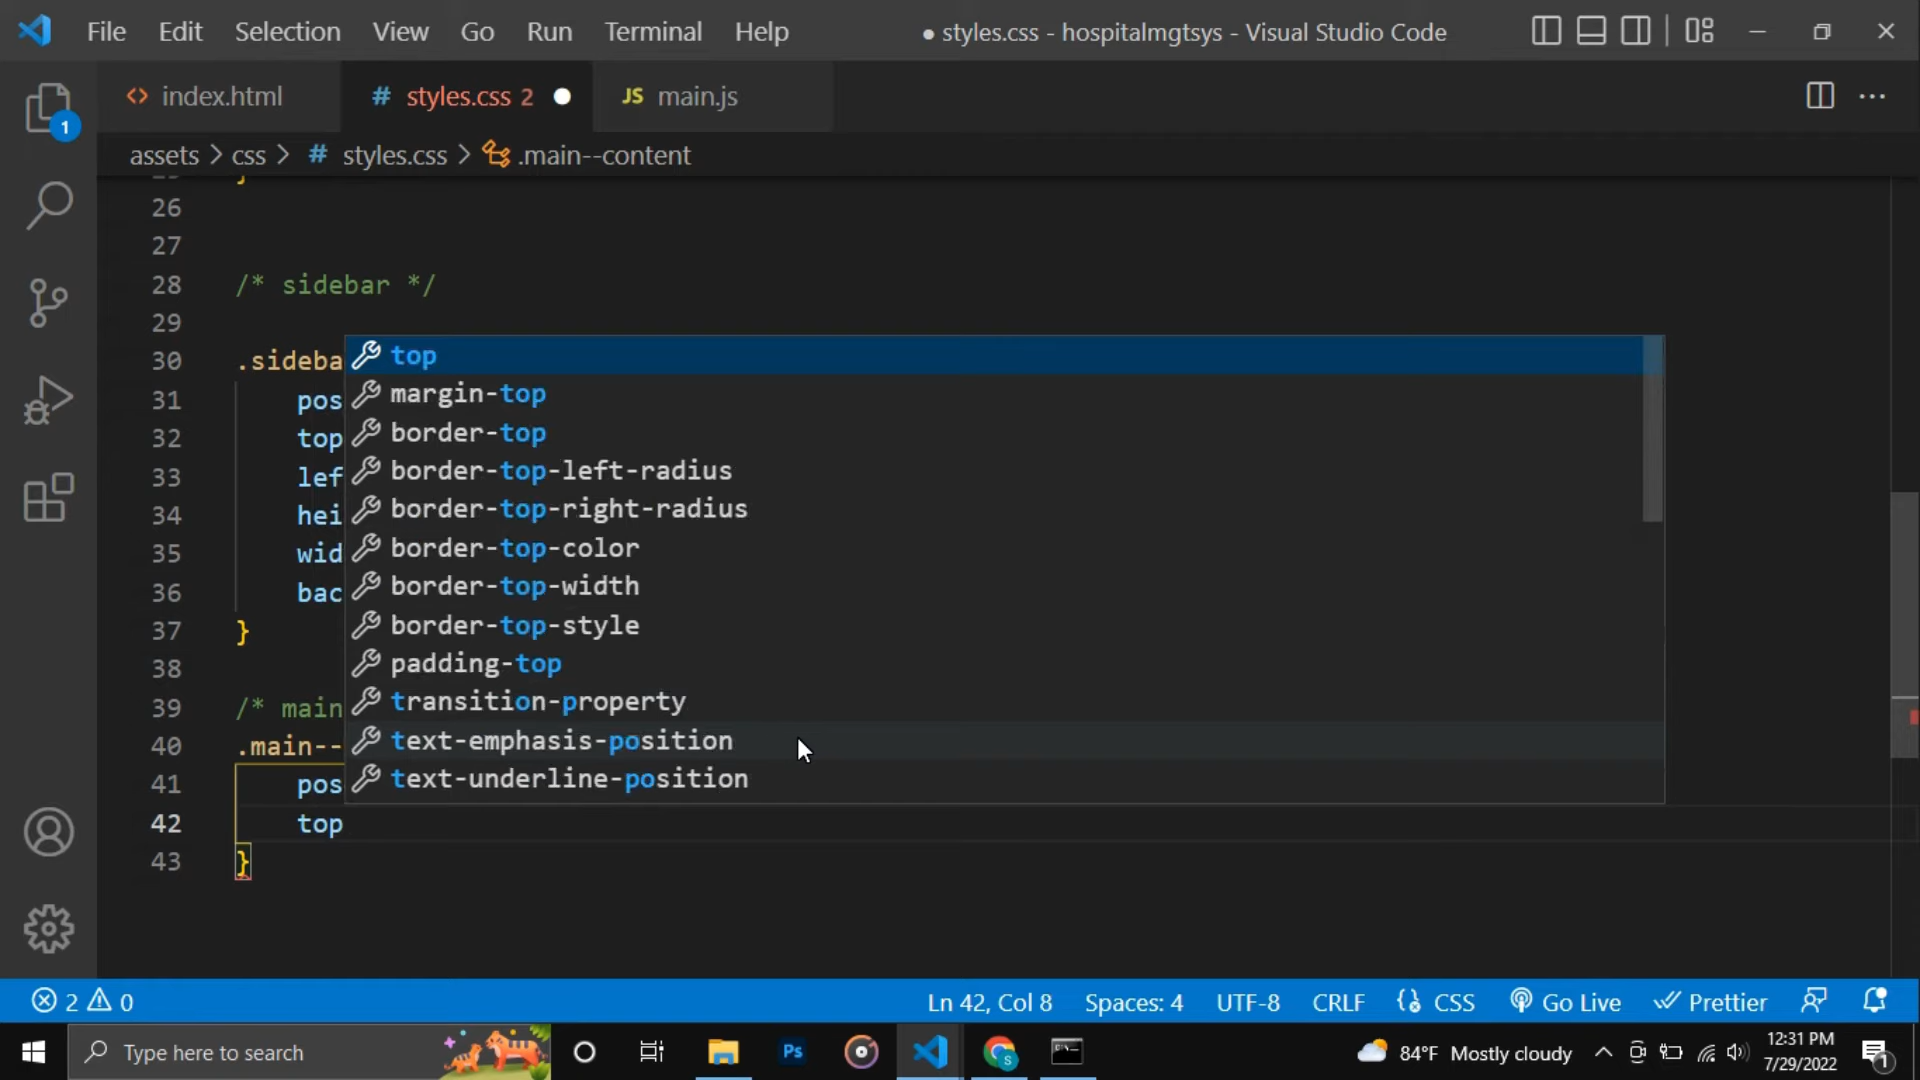 File Edit Selection View Go Run Terminal Help ● styles.css - hospitalmgtsys - Visual Studio Code
<> index.html # styles.css 2 JS main.js
1
assets > css > # styles.css > .main--content
26
27
28 /* sidebar */
29
30 .sideba
31 pos
32 top
33 lef
34 hei
35 wid
36 bac
37 }
38
39 /* main
40 .main--
41 pos
42 top
43 }
top
margin-top
border-top
border-top-left-radius
border-top-right-radius
border-top-color
border-top-width
border-top-style
padding-top
transition-property
text-emphasis-position
text-underline-position
2 0 Ln 42, Col 8 Spaces: 4 UTF-8 CRLF CSS Go Live Prettier
Type here to search Ps 84°F Mostly cloudy 12:31 PM
7/29/2022 1